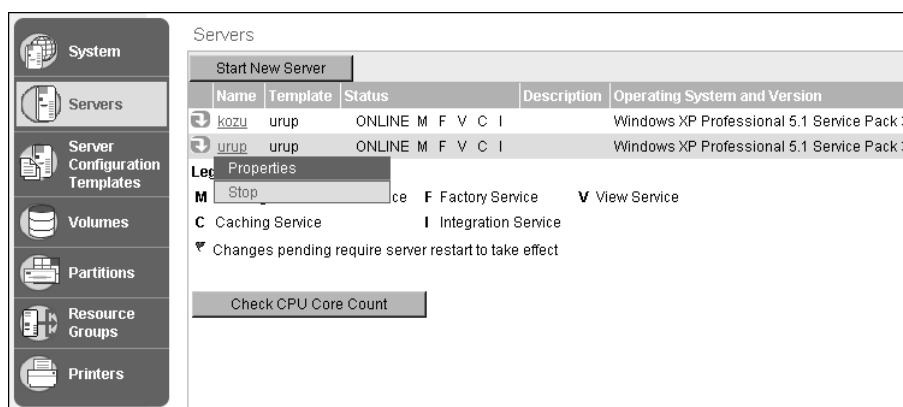 System
Servers
Server
Configuration
Templates
Volumes
Partitions
Resource
Groups
Printers
Servers
Start New Server
Name Template Status Description Operating System and Version
kozu urup ONLINE M F V C I Windows XP Professional 5.1 Service Pack
urup urup ONLINE M F V C I Windows XP Professional 5.1 Service Pack
Properties
Stop
Leg
M ce F Factory Service V View Service
C Caching Service I Integration Service
Changes pending require server restart to take effect
Check CPU Core Count